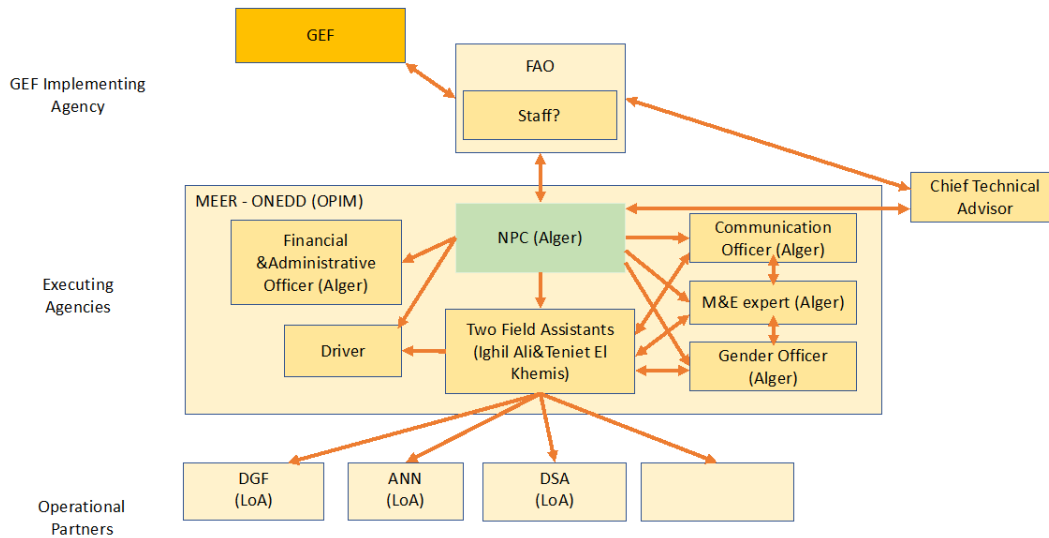 GEF
GEF Implementing
Agency
FAO
Staff?
Chief Technical
Advisor
MEER - ONEDD (OPIM)
NPC (Alger)
Financial
&Administrative
Officer (Alger)
Communication
Officer (Alger)
Executing
Agencies
M&E expert (Alger)
Driver
Two Field Assistants
(Ighil Ali&Teniet El
Khemis)
Gender Officer
(Alger)
DGF
(LoA)
ANN
(LoA)
DSA
(LoA)
Operational
Partners